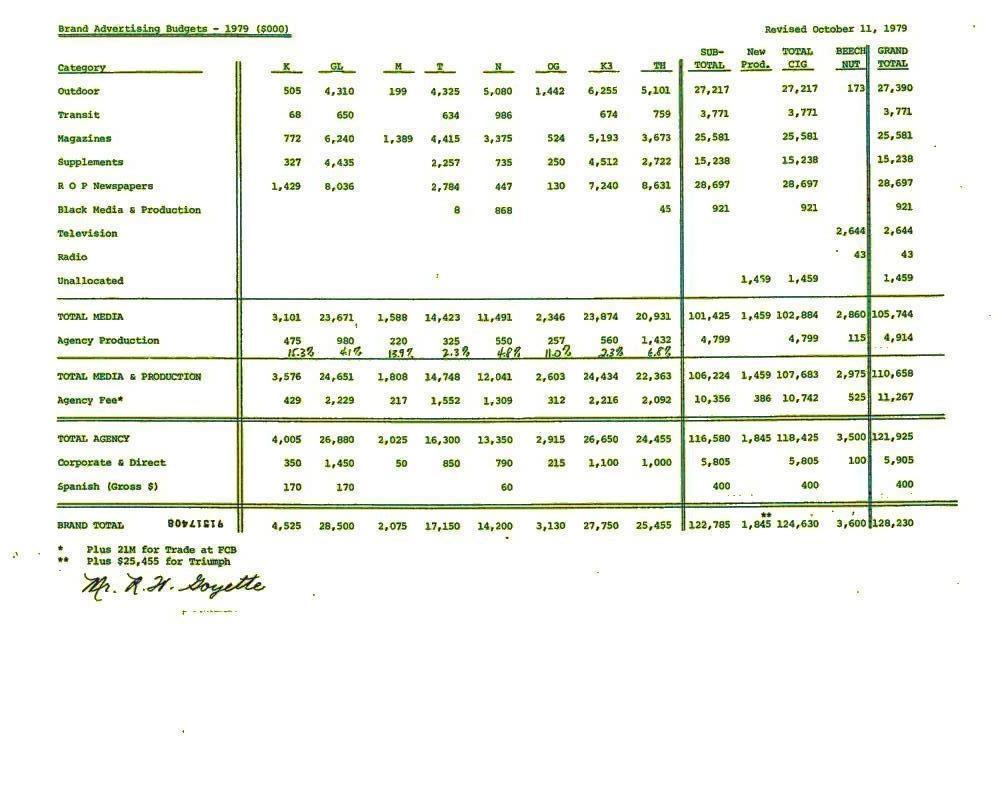 Brand Advertising Budgets - 1979 ($000) Revised October 11, 1979
SUB- New TOTAL BEECH GRAND
Category K GL M T N OG K3 TH TOTAL Prod. CIG NUT TOTAL
Outdoor 505 4,310 199 4,325 5,080 1,442 6,255 5,101 27,217 27,217 173 27,390
Transit 68 650 634 986 674 759 3,771 3,771 3,771
Magazines 772 6,240 1,389 4,415 3,375 524 5,193 3,673 25,581 25,581 25,581
Supplements 327 4,435 2,257 735 250 4,512 2,722 15,238 15,238 15,238
R O P Newspapers 1,429 8,036 2,784 447 130 7,240 8,631 28,697 28,697 28,697
Black Media & Production 8 868 45 921 921 921
Television 2,644 2,644
Radio 43 43
Unallocated 1,459 1,459 1,459
TOTAL MEDIA 3,101 23,671 1,588 14,423 11,491 2,346 23,874 20,931 101,425 1,459 102,884 2,860 105,744
Agency Production 475 980 220 325 550 257 560 1,432 4,799 4,799 115 4,914
15.3% 4.1% 13.9% 2.3% 4.8% 11.0% 2.3% 6.8%
TOTAL MEDIA & PRODUCTION 3,576 24,651 1,808 14,748 12,041 2,603 24,434 22,363 106,224 1,459 107,683 2,975 110,658
Agency Fee* 429 2,229 217 1,552 1,309 312 2,216 2,092 10,356 386 10,742 525 11,267
TOTAL AGENCY 4,005 26,880 2,025 16,300 13,350 2,915 26,650 24,455 116,580 1,845 118,425 3,500 121,925
Corporate & Direct 350 1,450 50 850 790 215 1,100 1,000 5,805 5,805 100 5,905
Spanish (Gross $) 170 170 60 400 400 400
**
BRAND TOTAL 91517408 4,525 28,500 2,075 17,150 14,200 3,130 27,750 25,455 122,785 1,845 124,630 3,600 128,230
* Plus 21M for Trade at FCB
** Plus $25,455 for Triumph
Mr. R. W. Goyette